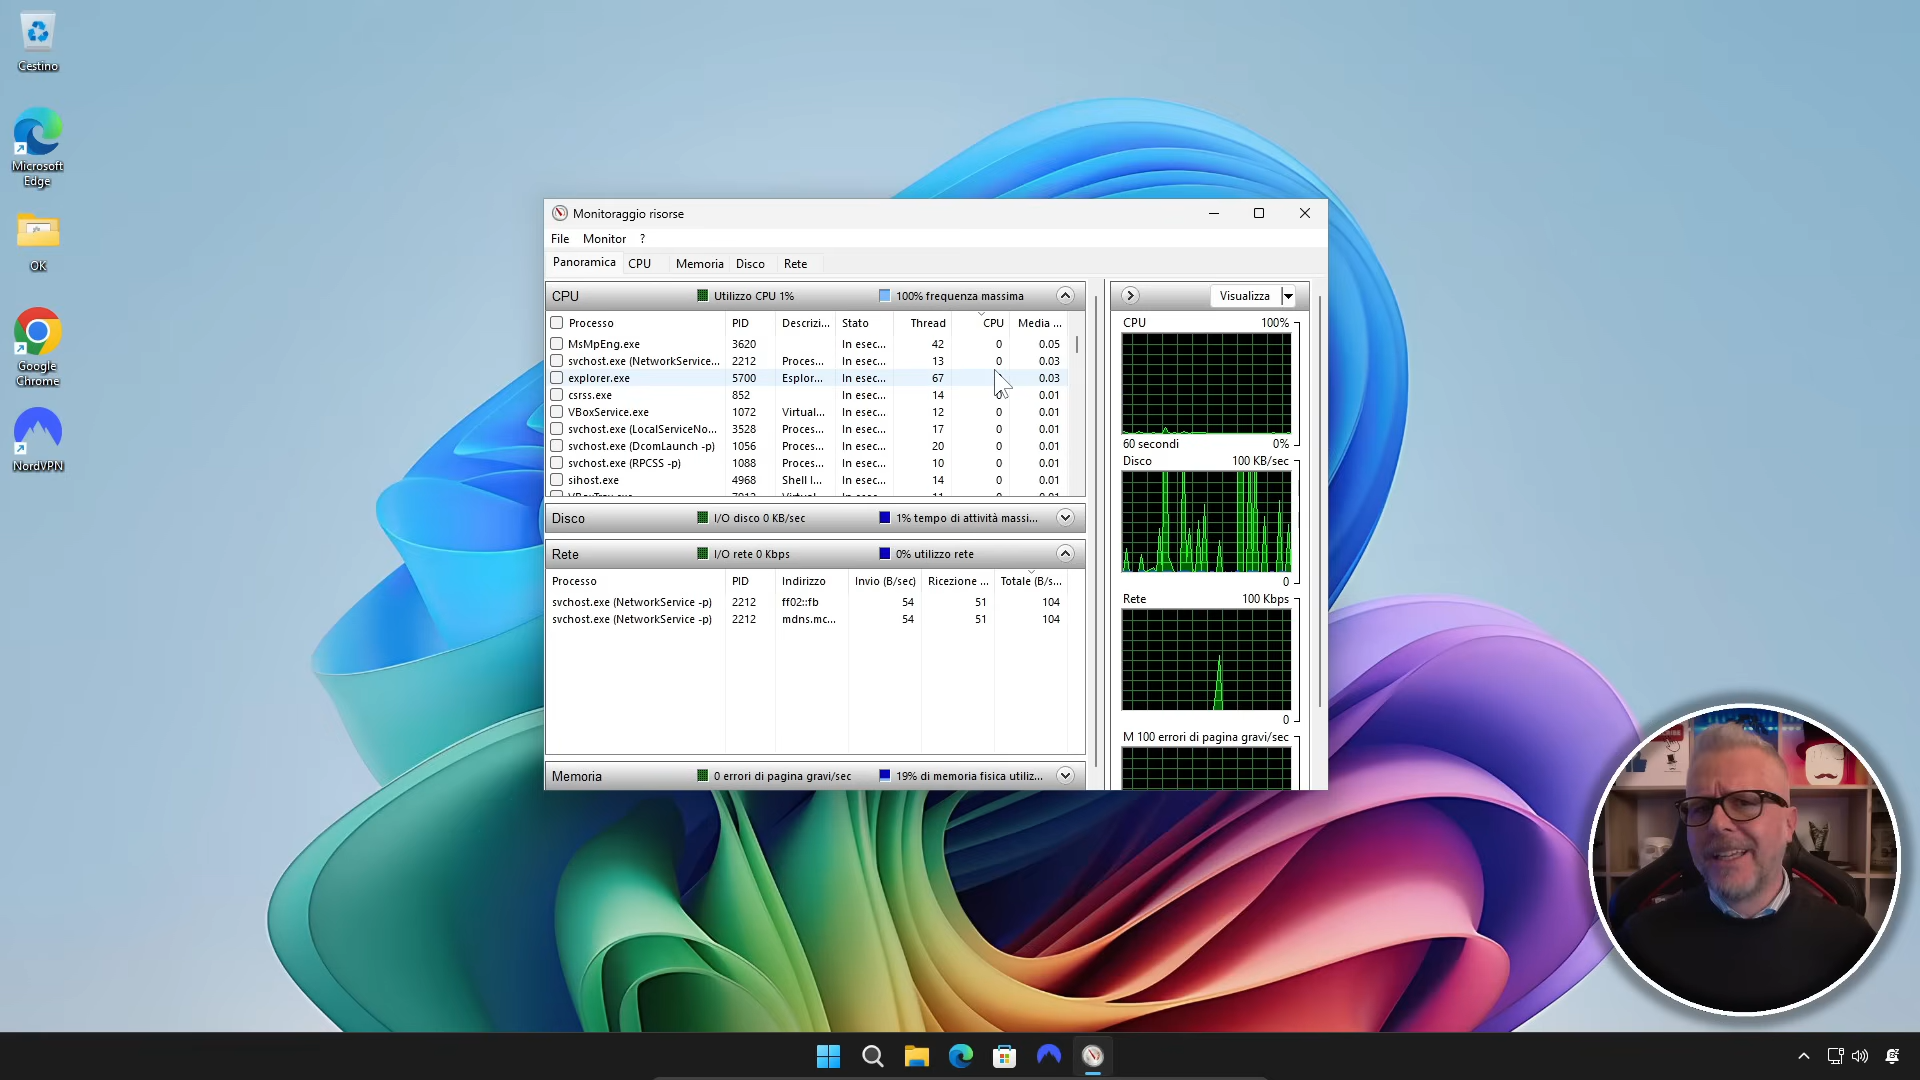 Cestino
Microsoft
Edge
OK
Google
Chrome
NordVPN
Monitoraggio risorse
File Monitor ?
Panoramica CPU Memoria Disco Rete
CPU Utilizzo CPU 1% 100% frequenza massima
Processo PID Descrizi... Stato Thread CPU Media ...
MsMpEng.exe 3620 In esec... 42 0 0.05
svchost.exe (NetworkService... 2212 Proces... In esec... 13 0 0.03
explorer.exe 5700 Esplor... In esec... 67 0 0.03
csrss.exe 852 In esec... 14 0 0.01
VBoxService.exe 1072 Virtual... In esec... 12 0 0.01
svchost.exe (LocalServiceNo... 3528 Proces... In esec... 17 0 0.01
svchost.exe (DcomLaunch -p) 1056 Proces... In esec... 20 0 0.01
svchost.exe (RPCSS -p) 1088 Proces... In esec... 10 0 0.01
sihost.exe 4968 Shell I... In esec... 14 0 0.01
Disco I/O disco 0 KB/sec 1% tempo di attività massi...
Rete I/O rete 0 Kbps 0% utilizzo rete
Processo PID Indirizzo Invio (B/sec) Ricezione ... Totale (B/s...
svchost.exe (NetworkService -p) 2212 ff02::fb 54 51 104
svchost.exe (NetworkService -p) 2212 mdns.mc... 54 51 104
Memoria 0 errori di pagina gravi/sec 19% di memoria fisica utiliz...
Visualizza
CPU 100%
60 secondi 0%
Disco 100 KB/sec
0
Rete 100 Kbps
0
M 100 errori di pagina gravi/sec